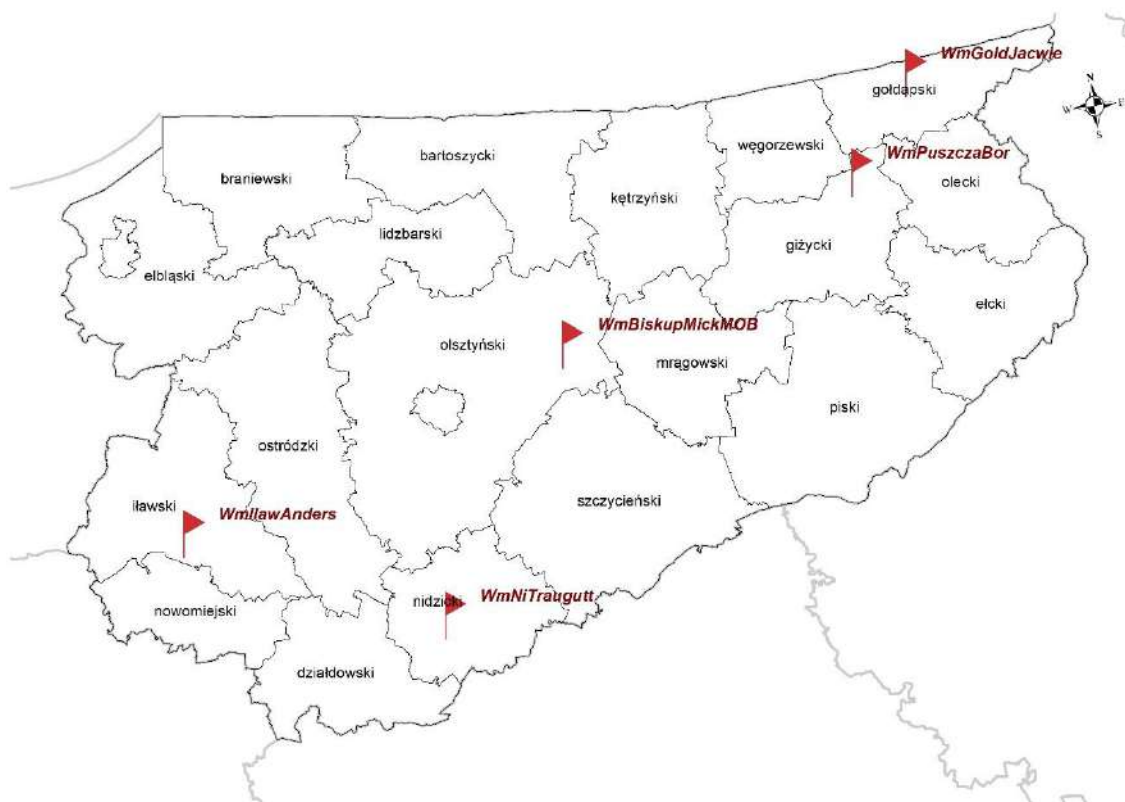 WmGoldJacwie
gołdapski
N
W
E
S
węgorzewski
WmPuszczaBor
bartoszycki
olecki
braniewski
kętrzyński
lidzbarski
giżycki
elbląski
ełcki
WmBiskupMickMOB
olsztyński
mrągowski
piski
ostródzki
iławski
szczycieński
WmIlawAnders
nidzicki
WmNiTraugutt
nowomiejski
działdowski